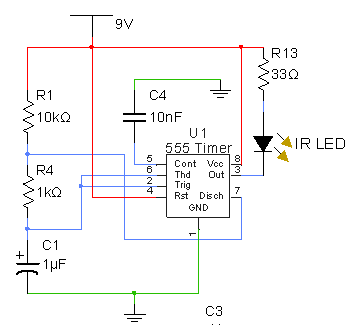 9V
R13
33Ω
R1
10kΩ
C4
10nF
U1
555 Timer
IR LED
5 Cont Vcc 8
6 Thd Out 3
2 Trig
4 Rst Disch 7
GND
1
R4
1kΩ
C1
+
1µF
C3